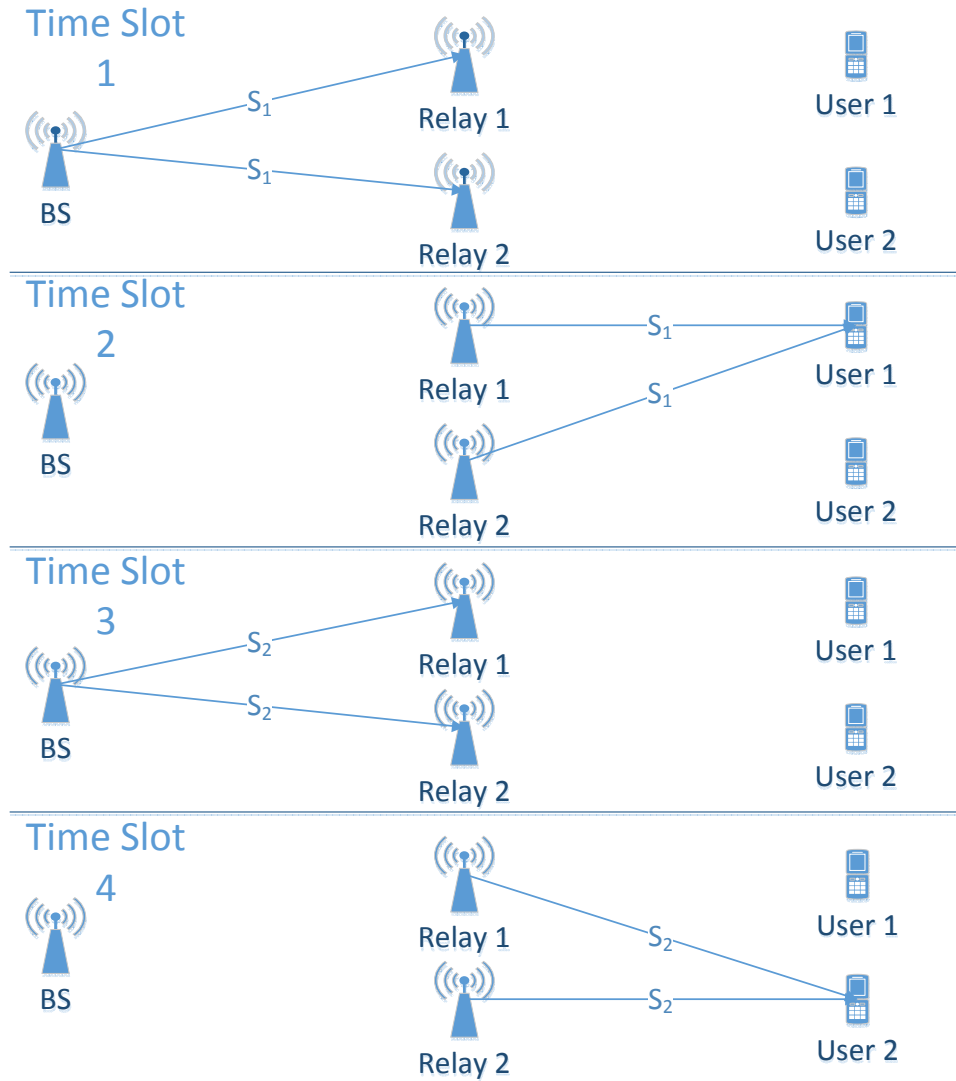 Time Slot
1
S₁
S₁
BS
Relay 1
Relay 2
User 1
User 2
Time Slot
2
BS
Relay 1
Relay 2
S₁
S₁
User 1
User 2
Time Slot
3
S₂
S₂
BS
Relay 1
Relay 2
User 1
User 2
Time Slot
4
BS
Relay 1
Relay 2
S₂
S₂
User 1
User 2